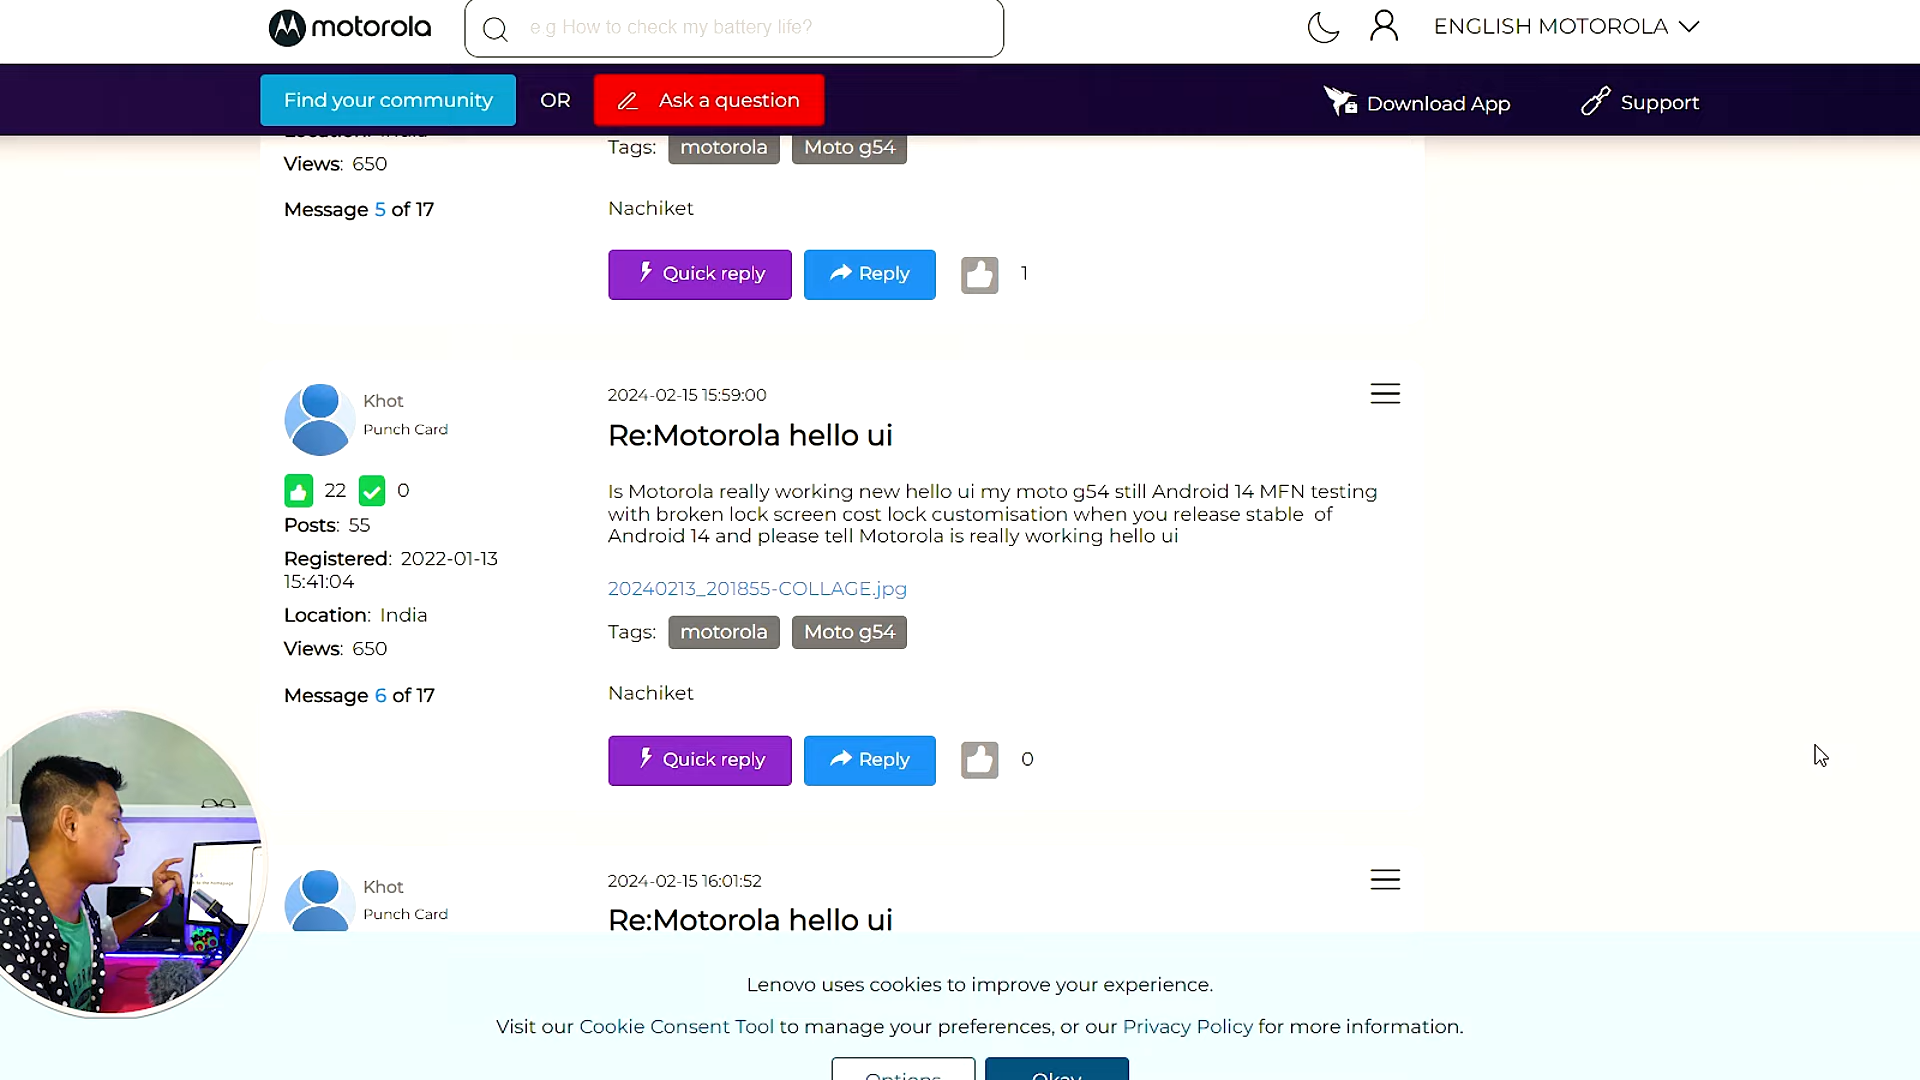 motorola
e.g How to check my battery life?
ENGLISH MOTOROLA
Find your community
OR
Ask a question
Download App
Support
Views: 650
Tags: motorola Moto g54
Message 5 of 17
Nachiket
Quick reply
Reply
1
Khot
Punch Card
22 0
Posts: 55
Registered: 2022-01-13
15:41:04
Location: India
Views: 650
Message 6 of 17
2024-02-15 15:59:00
Re:Motorola hello ui
Is Motorola really working new hello ui my moto g54 still Android 14 MFN testing
with broken lock screen cost lock customisation when you release stable of
Android 14 and please tell Motorola is really working hello ui
20240213_201855-COLLAGE.jpg
Tags: motorola Moto g54
Nachiket
Quick reply
Reply
0
Khot
Punch Card
2024-02-15 16:01:52
Re:Motorola hello ui
Lenovo uses cookies to improve your experience.
Visit our Cookie Consent Tool to manage your preferences, or our Privacy Policy for more information.
Options
Okay